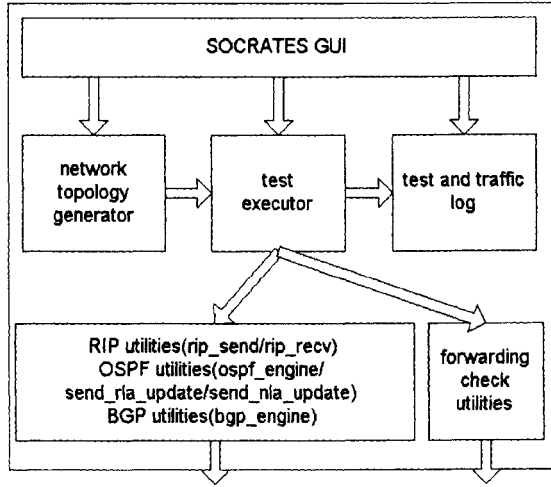 SOCRATES GUI
network
topology
generator
test
executor
test and traffic
log
RIP utilities(rip_send/rip_recv)
OSPF utilities(ospf_engine/
send_rla_update/send_nla_update)
BGP utilities(bgp_engine)
forwarding
check
utilities